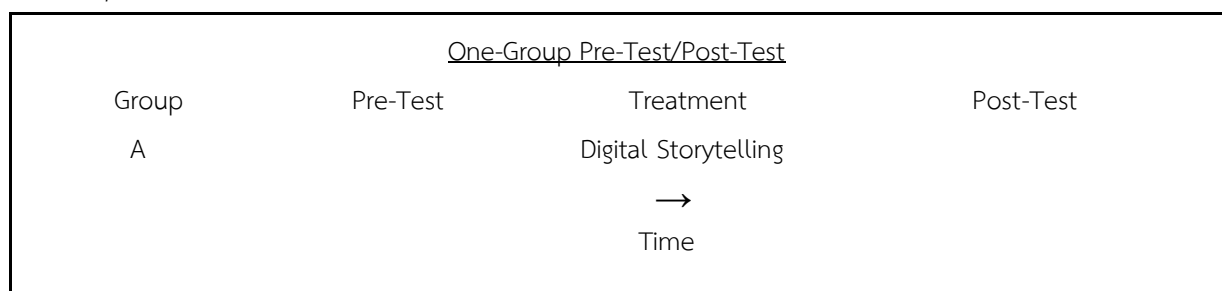 One-Group Pre-Test/Post-Test
Group Pre-Test Treatment Post-Test
A Digital Storytelling
→
Time